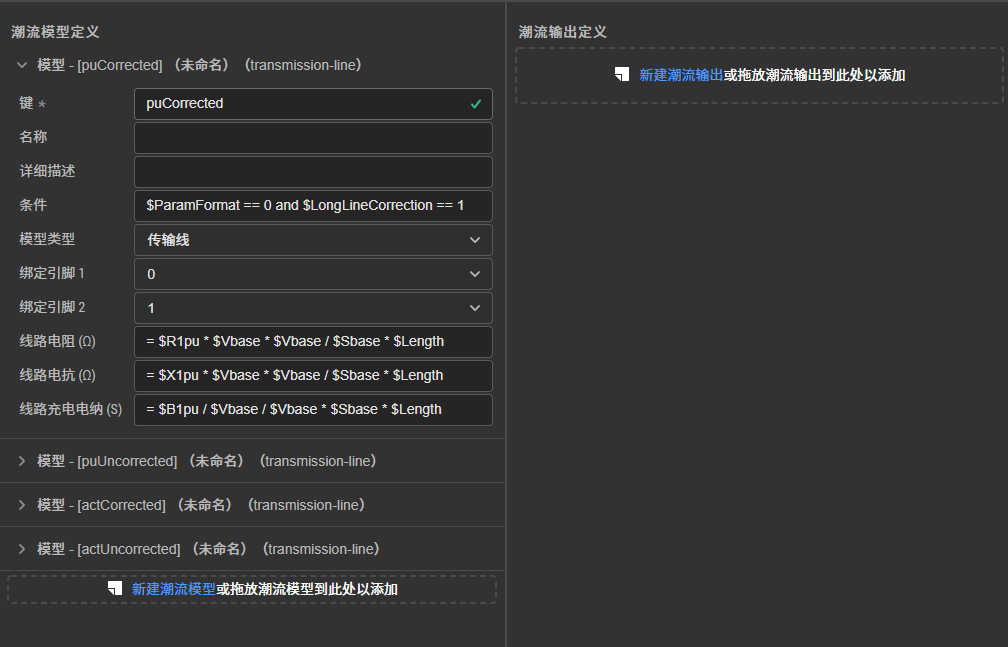 潮流模型定义
模型 - [puCorrected] （未命名）（transmission-line）
键 *
puCorrected
名称
详细描述
条件
$ParamFormat == 0 and $LongLineCorrection == 1
模型类型
传输线
绑定引脚 1
0
绑定引脚 2
1
线路电阻 (Ω)
= $R1pu * $Vbase * $Vbase / $Sbase * $Length
线路电抗 (Ω)
= $X1pu * $Vbase * $Vbase / $Sbase * $Length
线路充电电纳 (S)
= $B1pu / $Vbase / $Vbase * $Sbase * $Length
模型 - [puUncorrected] （未命名）（transmission-line）
模型 - [actCorrected] （未命名）（transmission-line）
模型 - [actUncorrected] （未命名）（transmission-line）
新建潮流模型或拖放潮流模型到此处以添加
潮流输出定义
新建潮流输出或拖放潮流输出到此处以添加